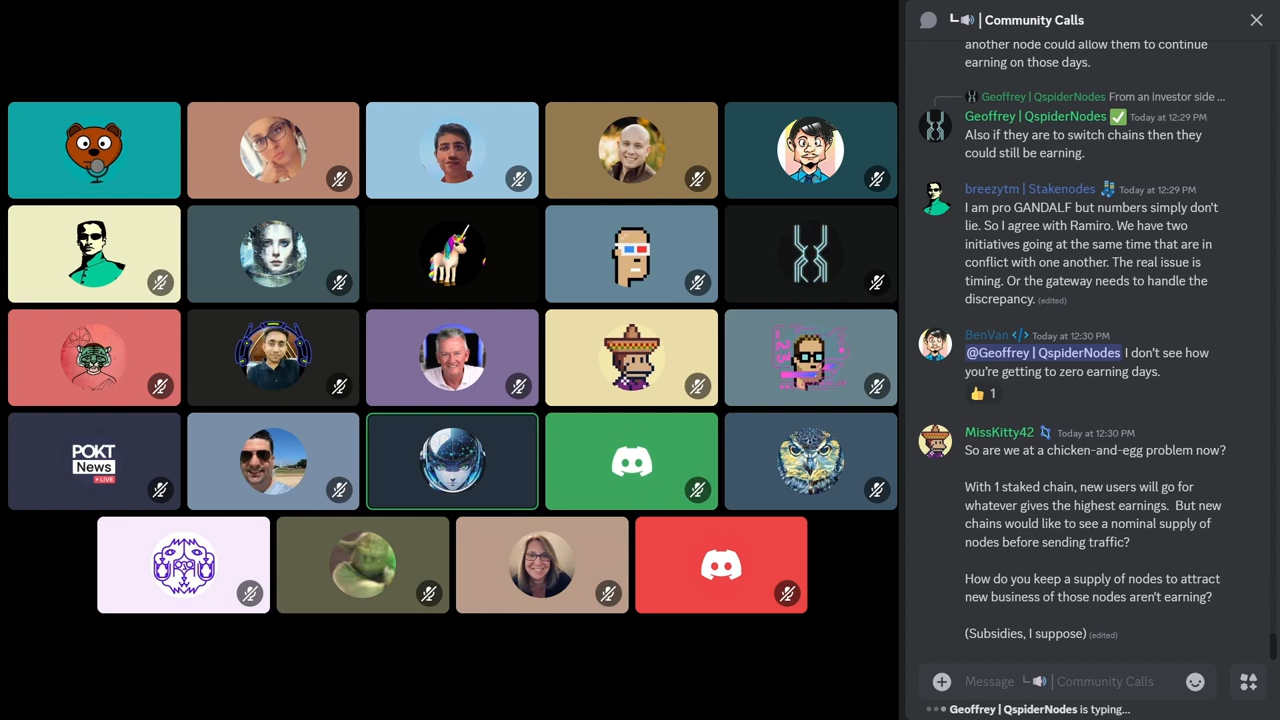 POKT
News
LIVE
Community Calls
another node could allow them to continue
earning on those days.
Geoffrey | QspiderNodes From an investor side ...
Geoffrey | QspiderNodes Today at 12:29 PM
Also if they are to switch chains then they
could still be earning.
breezytm | Stakenodes Today at 12:29 PM
I am pro GANDALF but numbers simply don't
lie. So I agree with Ramiro. We have two
initiatives going at the same time that are in
conflict with one another. The real issue is
timing. Or the gateway needs to handle the
discrepancy. (edited)
BenVan </> Today at 12:30 PM
@Geoffrey | QspiderNodes I don't see how
you're getting to zero earning days.
1
MissKitty42 Today at 12:30 PM
So are we at a chicken-and-egg problem now?
With 1 staked chain, new users will go for
whatever gives the highest earnings. But new
chains would like to see a nominal supply of
nodes before sending traffic?
How do you keep a supply of nodes to attract
new business of those nodes aren't earning?
(Subsidies, I suppose) (edited)
Message | Community Calls
Geoffrey | QspiderNodes is typing...